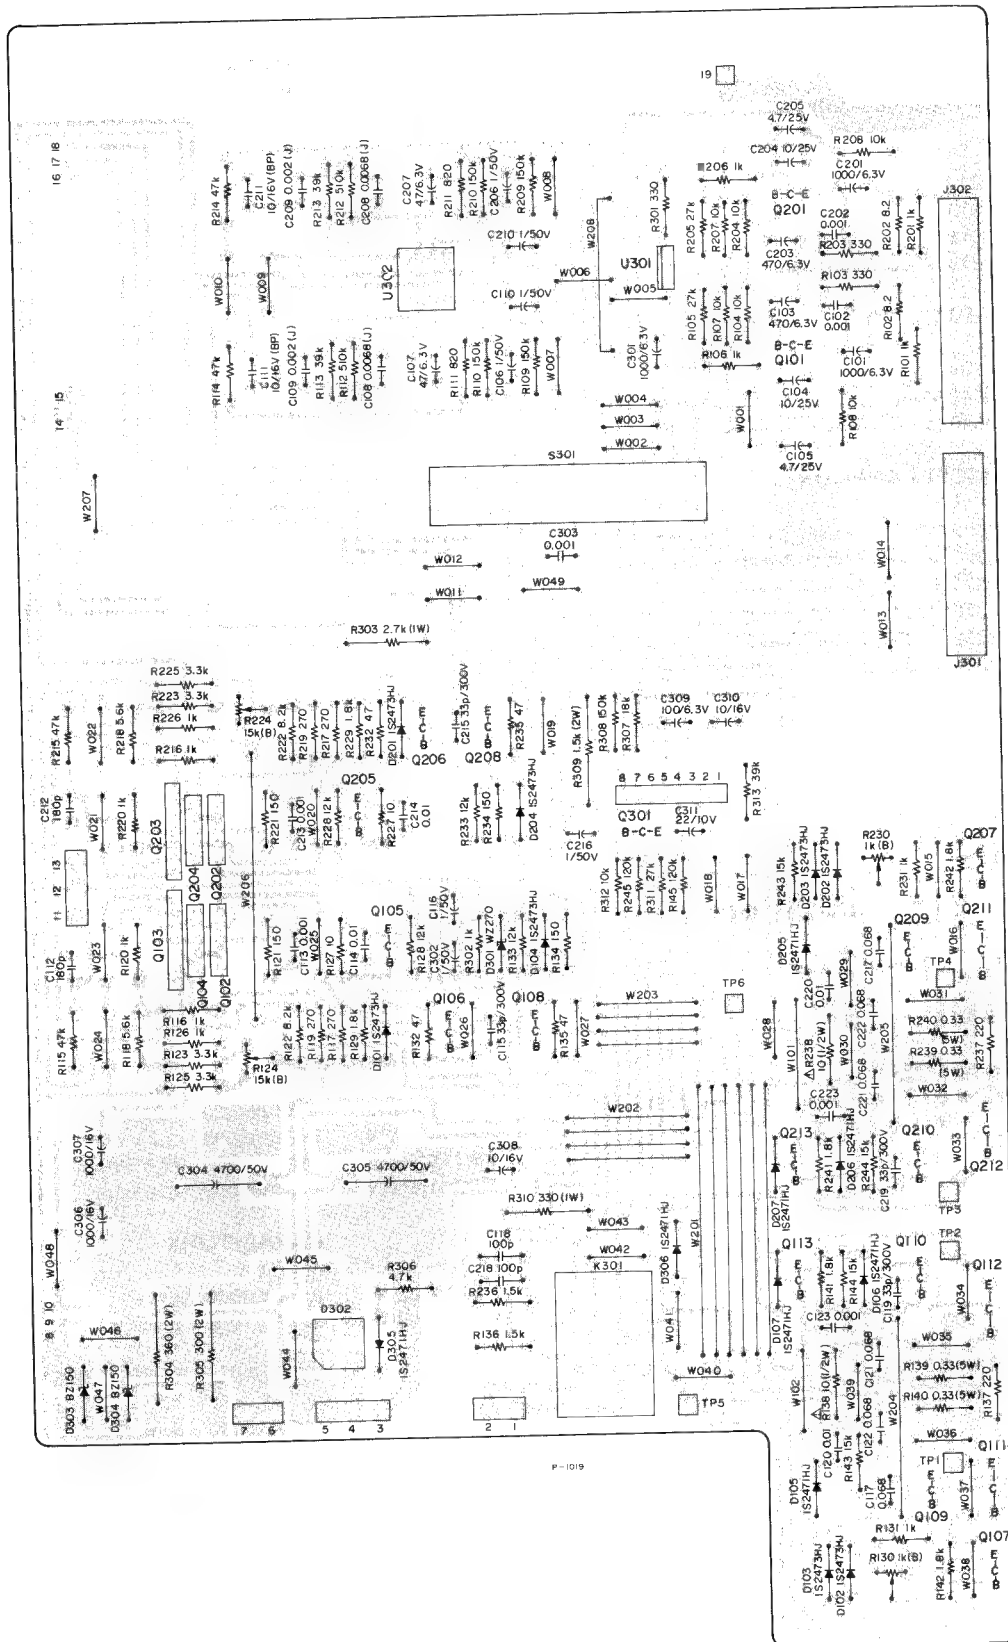 19
C205
4.7/25V
C204 10/25V
R208 10k
C201
1000/6.3V
16 17 18
R214 47k
C211
10/16V(BP)
C209 0.002(J)
R213 39k
R212 510k
C208 0.0068(J)
C207
47/6.3V
R211 820
R210 150k
C206 1/50V
R209 150k
W008
R206 1k
B-C-E
Q201
J302
R301 330
R205 27k
R207 10k
R204 10k
C202
0.001
R203 330
R202 8.2
R201 1k
C203
470/6.3V
C210 1/50V
W208
U301
U302
W006
W005
W010
W009
R103 330
C110 1/50V
R105 27k
R107 10k
R104 10k
C103
470/6.3V
C102
0.001
R102 8.2
R101 1k
B-C-E
Q101
R114 47k
C111
10/16V(BP)
C109 0.002(J)
R113 39k
R112 510k
C108 0.0068(J)
C107
47/6.3V
R111 820
R110 150k
C106 1/50V
R109 150k
W007
C301
1000/6.3V
R106 1k
C101
1000/6.3V
C104
10/25V
14 15
W004
W003
W002
W001
R108 10k
C105
4.7/25V
S301
W207
C303
0.001
W012
W011
W049
W014
W013
J301
R303 2.7k(1W)
R225 3.3k
R223 3.3k
R226 1k
R216 1k
R215 47k
W022
R218 5.6k
R224
15k(B)
R222 8.2k
R219 270
R217 270
R229 1.8k
R232 47
D201 1S2473HJ
E-C-B
Q206
C215 33p/300V
E-C-B
Q208
R235 47
W019
R309 1.5k(2W)
R308 150k
R307 18k
C309
100/6.3V
C310
10/16V
C212
180p
W021
R220 1k
Q203
Q204
Q202
W206
R221 150
C213 0.001
W020
R228 12k
Q205
B-C-E
R227 10
C214
0.01
R233 12k
R234 150
D204 1S2473HJ
C216
1/50V
8 7 6 5 4 3 2 1
Q301
B-C-E
C311
22/10V
R313 39k
11 12 13
R312 10k
R245 120k
R311 27k
R145 120k
W018
W017
R243 15k
D203 1S2473HJ
D202 1S2473HJ
R230
1k(B)
R231 1k
W015
R242 1.8k
Q207
E-C-B
C112
180p
W023
R120 1k
Q103
Q104
Q102
R121 150
C113 0.001
W025
R127 10
C114 0.01
Q105
E-C-B
R128 12k
C302
1/50V
C116
1/50V
R302 1k
D301 WZ270
R133 12k
D104 1S2473HJ
R134 150
D205
1S2471HJ
C220
0.01
W029
C217 0.068
Q209
E-C-B
TP4
W016
Q211
E-C-B
TP6
W203
R115 47k
W024
R118 5.6k
R116 1k
R126 1k
R123 3.3k
R125 3.3k
R124
15k(B)
R122 8.2k
R119 270
R117 270
R129 1.8k
D101 1S2473HJ
R132 47
Q106
E-C-B
W026
C115 33p/300V
Q108
E-C-B
R135 47
W027
W028
W101
⚠R238
10(1/2W)
W030
C222 0.068
C221 0.068
W205
W031
R240 0.33
(5W)
R239 0.33
(5W)
W032
R237 220
C223
0.001
W202
C307
1000/16V
C304 4700/50V
C305 4700/50V
C308
10/16V
Q213
E-C-B
R241 1.8k
D206 1S2471HJ
R244 15k
C219 33p/300V
Q210
E-C-B
W033
E-C-B
Q212
D207
1S2471HJ
TP3
C306
1000/16V
R310 330(1W)
W043
W042
W201
TP2
W048
C118
100p
C218 100p
K301
D306 1S2471HJ
Q113
E-C-B
R141 1.8k
R144 15k
D106 1S2471HJ
C119 33p/300V
Q110
E-C-B
Q112
E-C-B
W034
W045
R306
4.7k
R236 1.5k
8 9 10
W046
D302
R136 1.5k
W041
D107
1S2471HJ
C123 0.001
W035
D303 BZ150
W047
D304 BZ150
R304 360(2W)
R305 300(2W)
W044
D305
1S2471HJ
W040
W102
⚠R138 10(1/2W)
W039
C121 0.068
C122 0.068
W204
R139 0.33(5W)
R140 0.33(5W)
R137 220
TP5
7 6
5 4 3
2 1
W036
C120 0.01
R143 15k
Q111
P-1019
TP1
D105
1S2471HJ
C117
0.068
E-C-B
Q109
W037
E-C-B
R131 1k
R130 1k(B)
Q107
D103
1S2473HJ
D102 1S2473HJ
R142 1.8k
W038
E-C-B